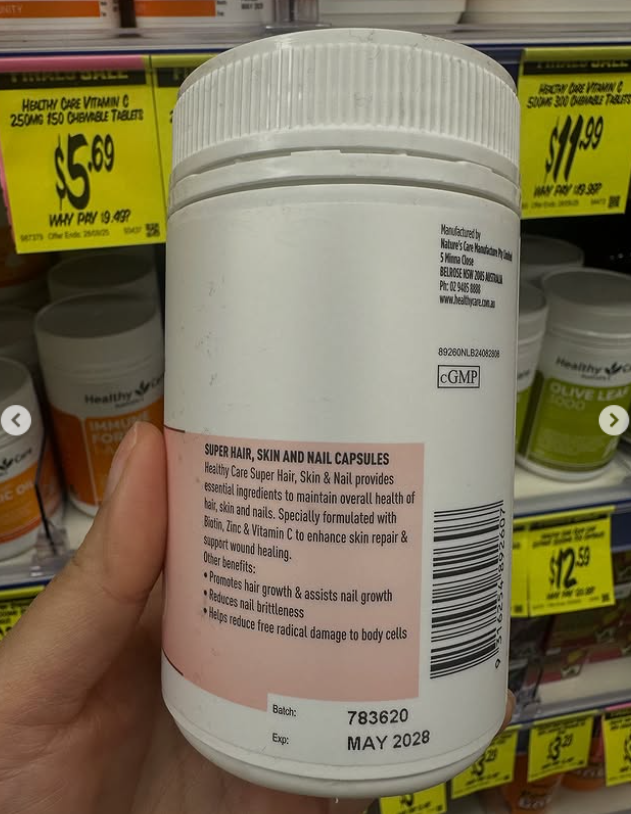 HEALTHY CARE VITAMIN C
250MG 150 CHEWABLE TABLETS
$5.69
WHY PAY $9.49?
HEALTHY CARE VITAMIN C
500MG 300 CHEWABLE TABLETS
$11.99
WHY PAY
Manufactured by
Nature's Care Manufacture Pty Limited
5 Minna Close
BELROSE NSW 2085 AUSTRALIA
Ph: 02 9485 8888
www.healthycare.com.au
cGMP
SUPER HAIR, SKIN AND NAIL CAPSULES
Healthy Care Super Hair, Skin & Nail provides
essential ingredients to maintain overall health of
hair, skin and nails. Specially formulated with
Biotin, Zinc & Vitamin C to enhance skin repair &
support wound healing.
Other benefits:
• Promotes hair growth & assists nail growth
• Reduces nail brittleness
• Helps reduce free radical damage to body cells
Batch: 783620
Exp: MAY 2028
Healthy
IMMUNE
Healthy
OLIVE LEAF
$12.59